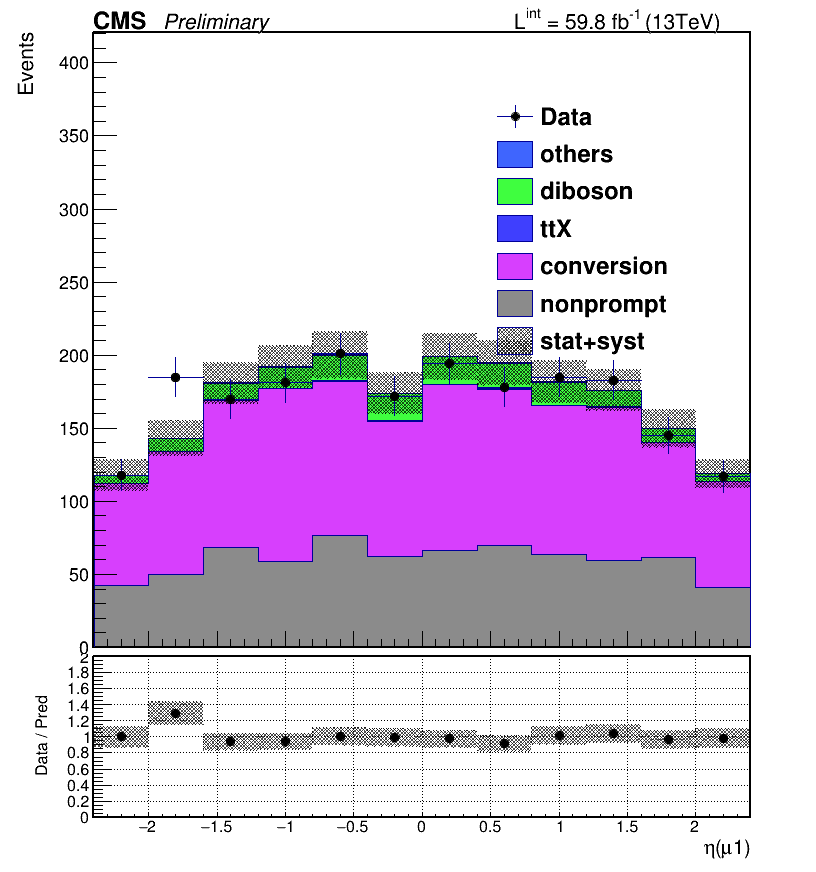 CMS Preliminary L^int = 59.8 fb^-1 (13TeV)
Events
400
350
300
250
200
150
100
50
0
Data
others
diboson
ttX
conversion
nonprompt
stat+syst
Data / Pred
2
1.8
1.6
1.4
1.2
1
0.8
0.6
0.4
0.2
0
−2 −1.5 −1 −0.5 0 0.5 1 1.5 2
η(μ1)